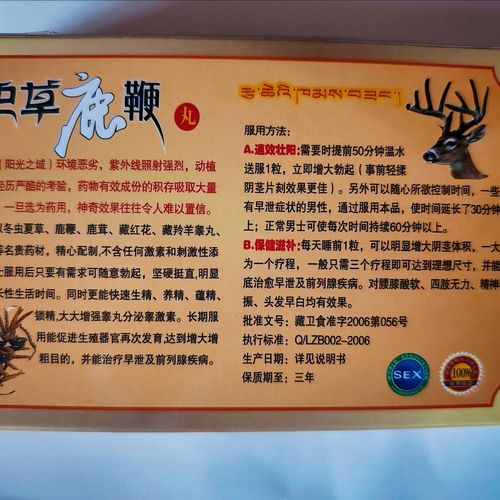 虫草鹿鞭
丸
（阳光之域）环境恶劣，紫外线照射强烈，动植
经历严酷的考验，药物有效成份的积存吸取大量
一旦选为药用，神奇效果往往令人难以置信。
以冬虫夏草、鹿鞭、鹿茸、藏红花、藏羚羊睾丸、
等名贵药材，精心配制，不含任何激素和刺激性添
士服用后只要有需求可随意勃起，坚硬挺直，明显
长性生活时间。同时更能快速生精、养精、蕴精、
锁精，大大增强睾丸分泌睾激素。长期服
用能促进生殖器官再次发育，达到增大增
粗目的，并能治疗早泄及前列腺疾病。
服用方法：
A.速效壮阳：需要时提前50分钟温水
送服1粒，立即增大勃起（事前轻揉
阴茎片刻效果更佳）。另外可以随心所欲控制时间，一些
有早泄症状的男性，通过服用本品，使时间延长了30分钟
上；正常男士可使每次时间持续60分钟以上。
B.保健滋补：每天睡前1粒，可以明显增大阴茎体积，一大
为一个疗程，一般只需三个疗程即可达到理想尺寸，并能
底治愈早泄及前列腺疾病。对腰膝酸软、四肢无力、精神
振、头发早白均有效果。
批准文号：藏卫食准字2006第056号
执行标准：Q/LZB002-2006
生产日期：详见说明书
保质期至：三年
SEX
100%